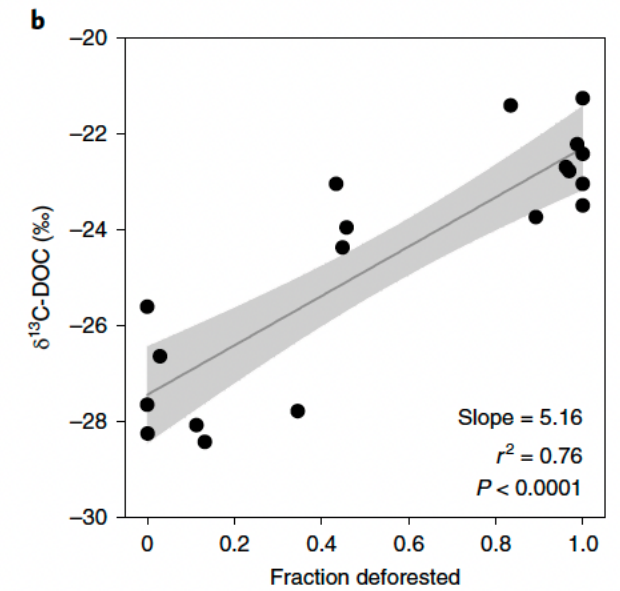 b
−20
−22
−24
−26
−28
−30
δ¹³C-DOC (‰)
Slope = 5.16
r² = 0.76
P < 0.0001
0 0.2 0.4 0.6 0.8 1.0
Fraction deforested